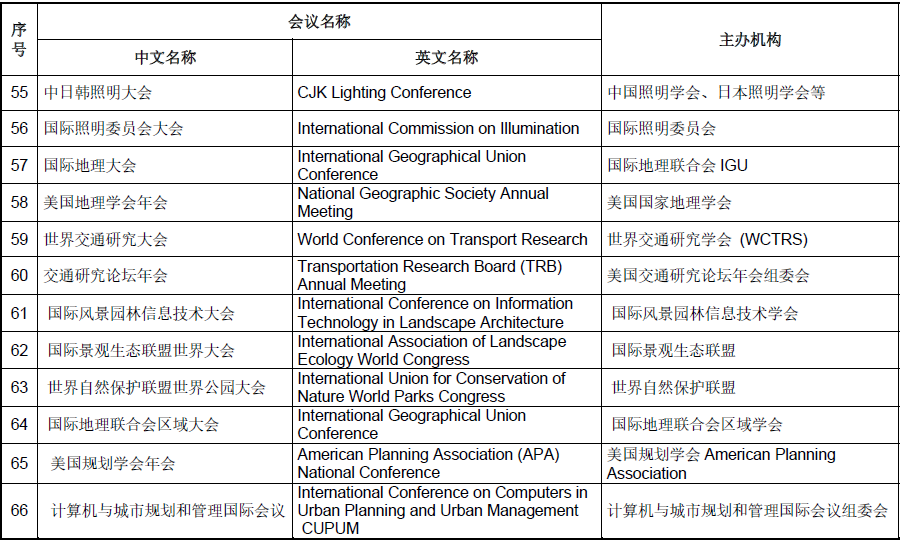 序号 会议名称 主办机构
中文名称 英文名称
55 中日韩照明大会 CJK Lighting Conference 中国照明学会、日本照明学会等
56 国际照明委员会大会 International Commission on Illumination 国际照明委员会
57 国际地理大会 International Geographical Union
Conference 国际地理联合会 IGU
58 美国地理学会年会 National Geographic Society Annual
Meeting 美国国家地理学会
59 世界交通研究大会 World Conference on Transport Research 世界交通研究学会 (WCTRS)
60 交通研究论坛年会 Transportation Research Board (TRB)
Annual Meeting 美国交通研究论坛年会组委会
61 国际风景园林信息技术大会 International Conference on Information
Technology in Landscape Architecture 国际风景园林信息技术学会
62 国际景观生态联盟世界大会 International Association of Landscape
Ecology World Congress 国际景观生态联盟
63 世界自然保护联盟世界公园大会 International Union for Conservation of
Nature World Parks Congress 世界自然保护联盟
64 国际地理联合会区域大会 International Geographical Union
Conference 国际地理联合会区域学会
65 美国规划学会年会 American Planning Association (APA)
National Conference 美国规划学会 American Planning
Association
66 计算机与城市规划和管理国际会议 International Conference on Computers in
Urban Planning and Urban Management
CUPUM 计算机与城市规划和管理国际会议组委会